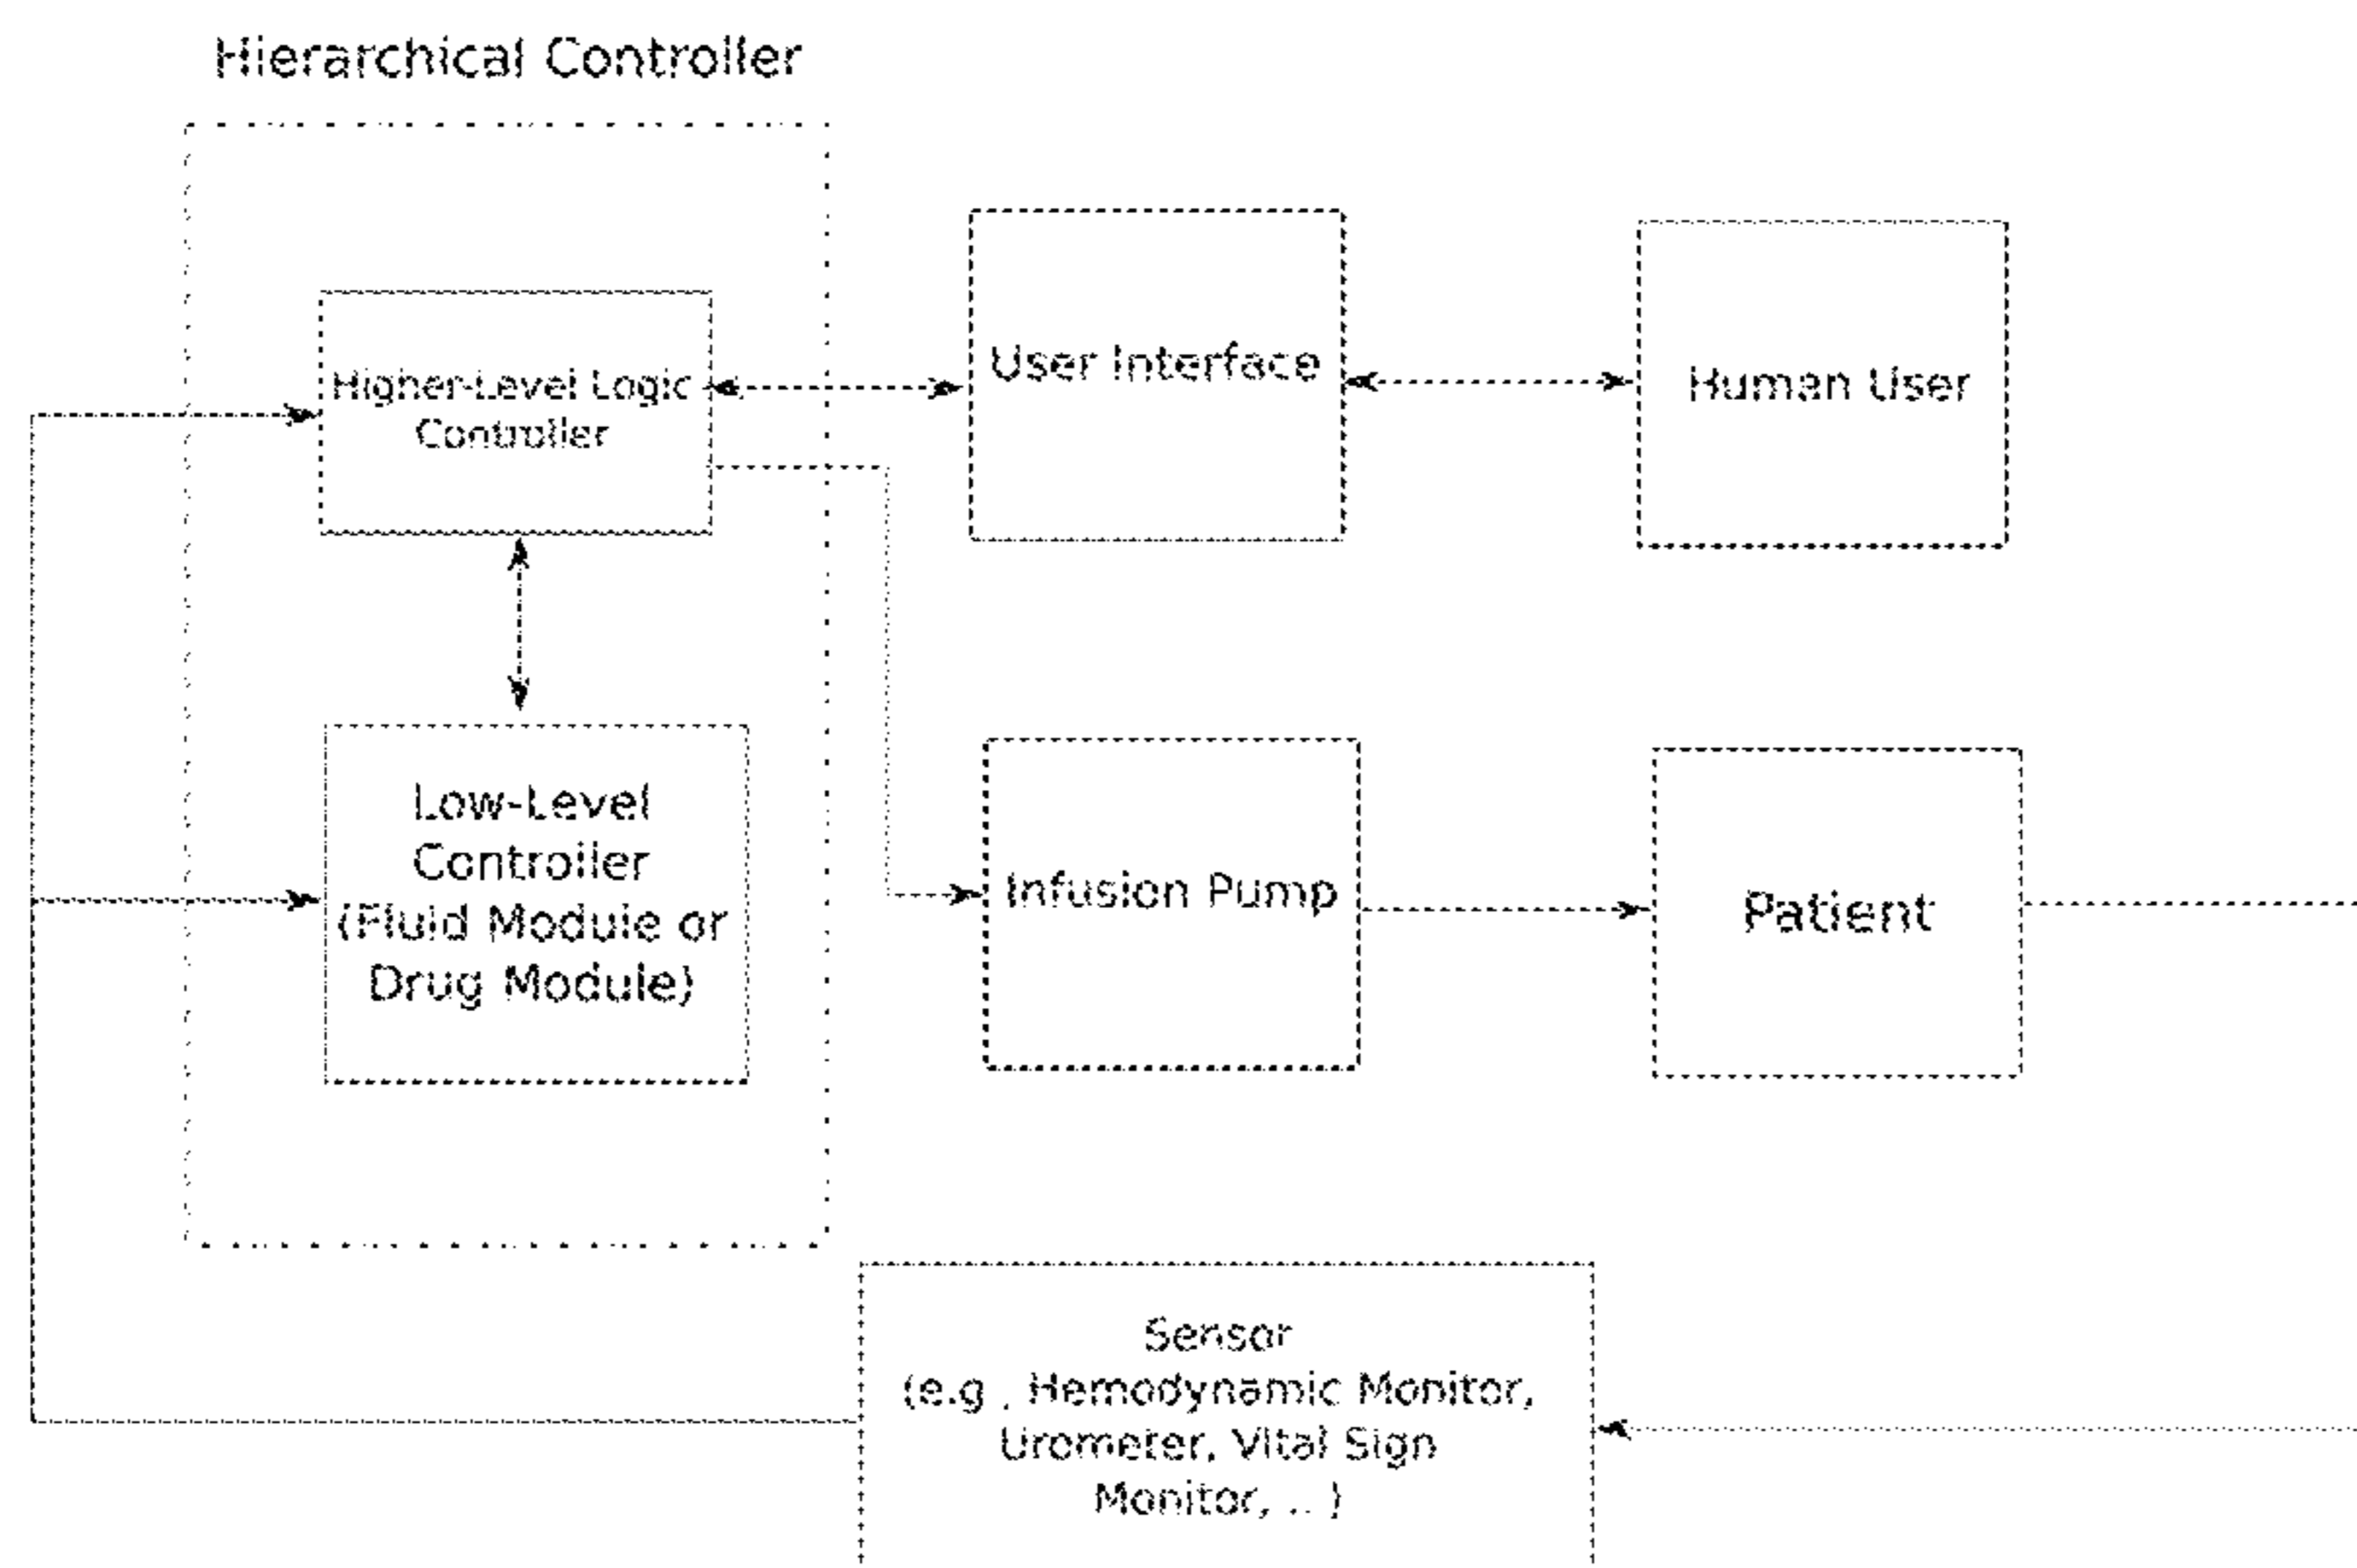 Hierarchical Controller
Higher-Level Logic
Controller
User Interface
Human User
Low-Level
Controller
(Fluid Module or
Drug Module)
Infusion Pump
Patient
Sensor
(e.g., Hemodynamic Monitor,
Urometer, Vital Sign
Monitor, ...)